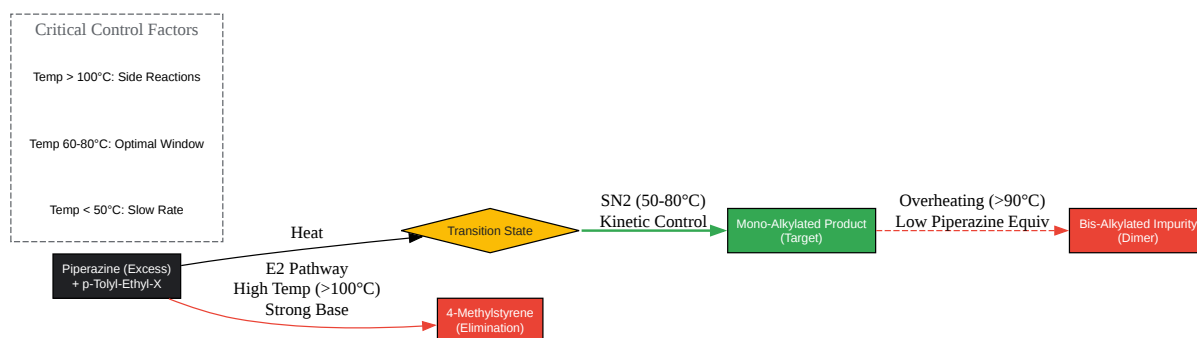 Critical Control Factors
Temp > 100°C: Side Reactions
Temp 60-80°C: Optimal Window
Temp < 50°C: Slow Rate
Piperazine (Excess)
+ p-Tolyl-Ethyl-X
Heat
E2 Pathway
High Temp (>100°C)
Strong Base
Transition State
4-Methylstyrene
(Elimination)
SN2 (50-80°C)
Kinetic Control
Mono-Alkylated Product
(Target)
Overheating (>90°C)
Low Piperazine Equiv
Bis-Alkylated Impurity
(Dimer)